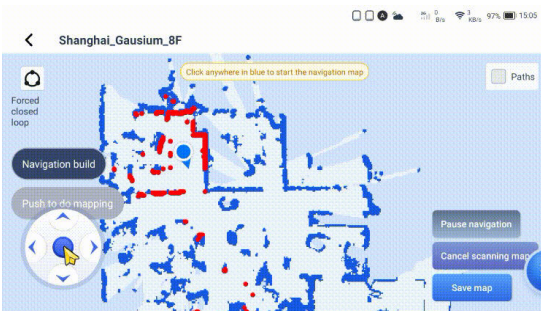 0
B/s
3
KB/s
97%
15:05
Shanghai_Gausium_8F
Click anywhere in blue to start the navigation map
Paths
Forced
closed
loop
Navigation build
Push to do mapping
Pause navigation
Cancel scanning map
Save map